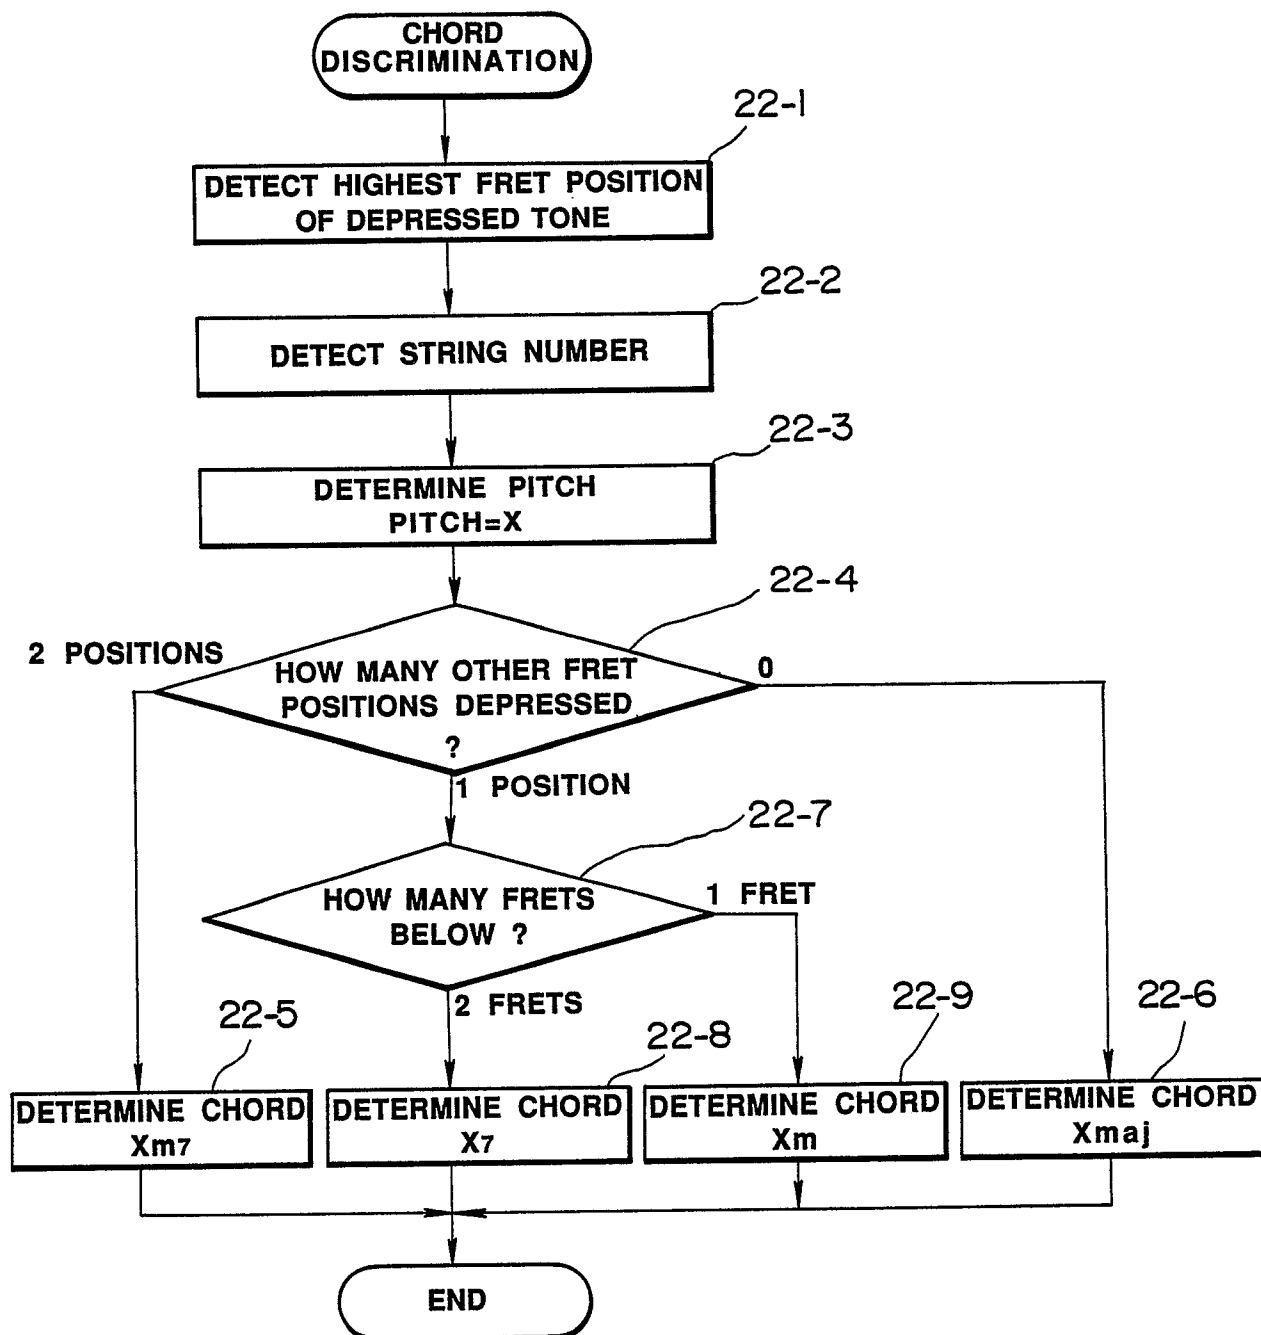 CHORD
DISCRIMINATION
22-1
DETECT HIGHEST FRET POSITION
OF DEPRESSED TONE
22-2
DETECT STRING NUMBER
22-3
DETERMINE PITCH
PITCH=X
22-4
2 POSITIONS
HOW MANY OTHER FRET
POSITIONS DEPRESSED
?
0
1 POSITION
22-7
HOW MANY FRETS
BELOW ?
1 FRET
2 FRETS
22-5
22-8
22-9
22-6
DETERMINE CHORD
Xm7
DETERMINE CHORD
X7
DETERMINE CHORD
Xm
DETERMINE CHORD
Xmaj
END